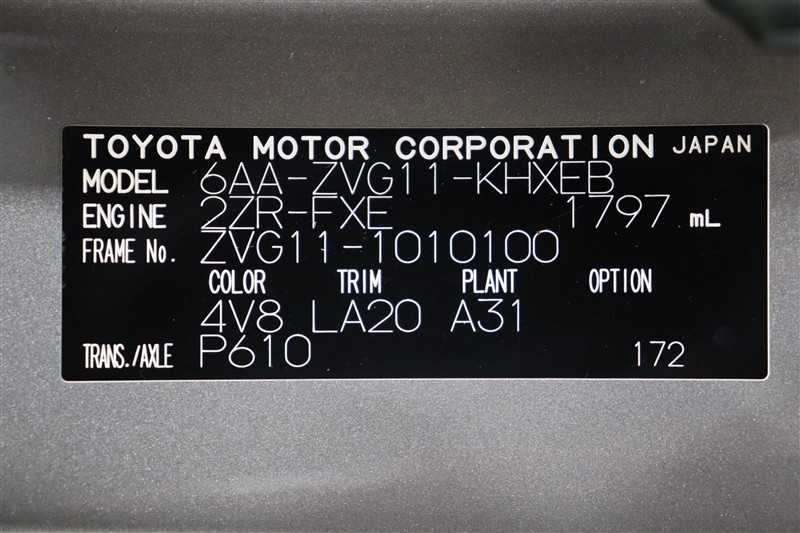 TOYOTA MOTOR CORPORATION JAPAN
MODEL 6AA-ZVG11-KHXEB
ENGINE 2ZR-FXE 1797 mL
FRAME No. ZVG11-1010100
COLOR TRIM PLANT OPTION
4V8 LA20 A31
TRANS./AXLE P610 172